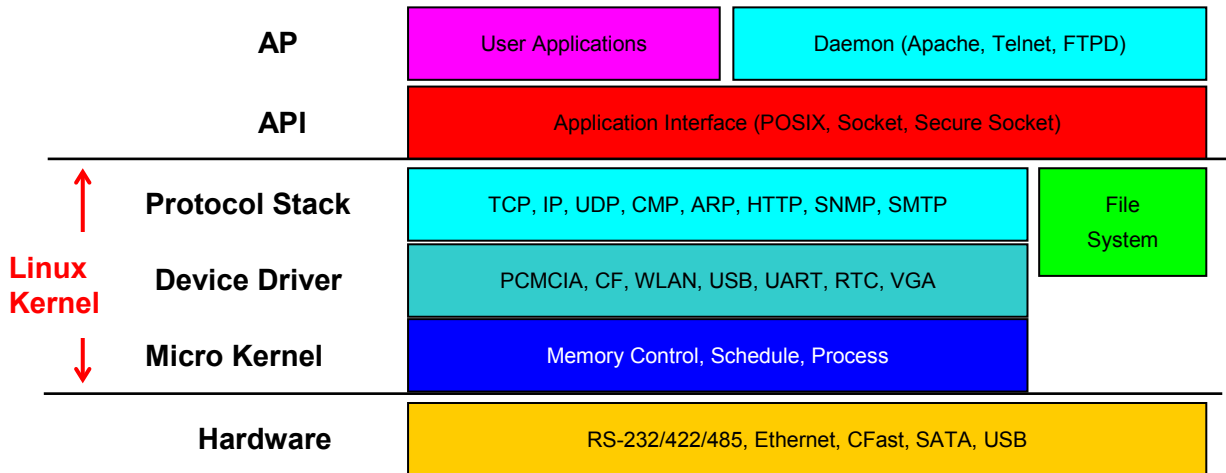 AP
User Applications
Daemon (Apache, Telnet, FTPD)
API
Application Interface (POSIX, Socket, Secure Socket)
Linux
Kernel
Protocol Stack
TCP, IP, UDP, CMP, ARP, HTTP, SNMP, SMTP
File
System
Device Driver
PCMCIA, CF, WLAN, USB, UART, RTC, VGA
Micro Kernel
Memory Control, Schedule, Process
Hardware
RS-232/422/485, Ethernet, CFast, SATA, USB